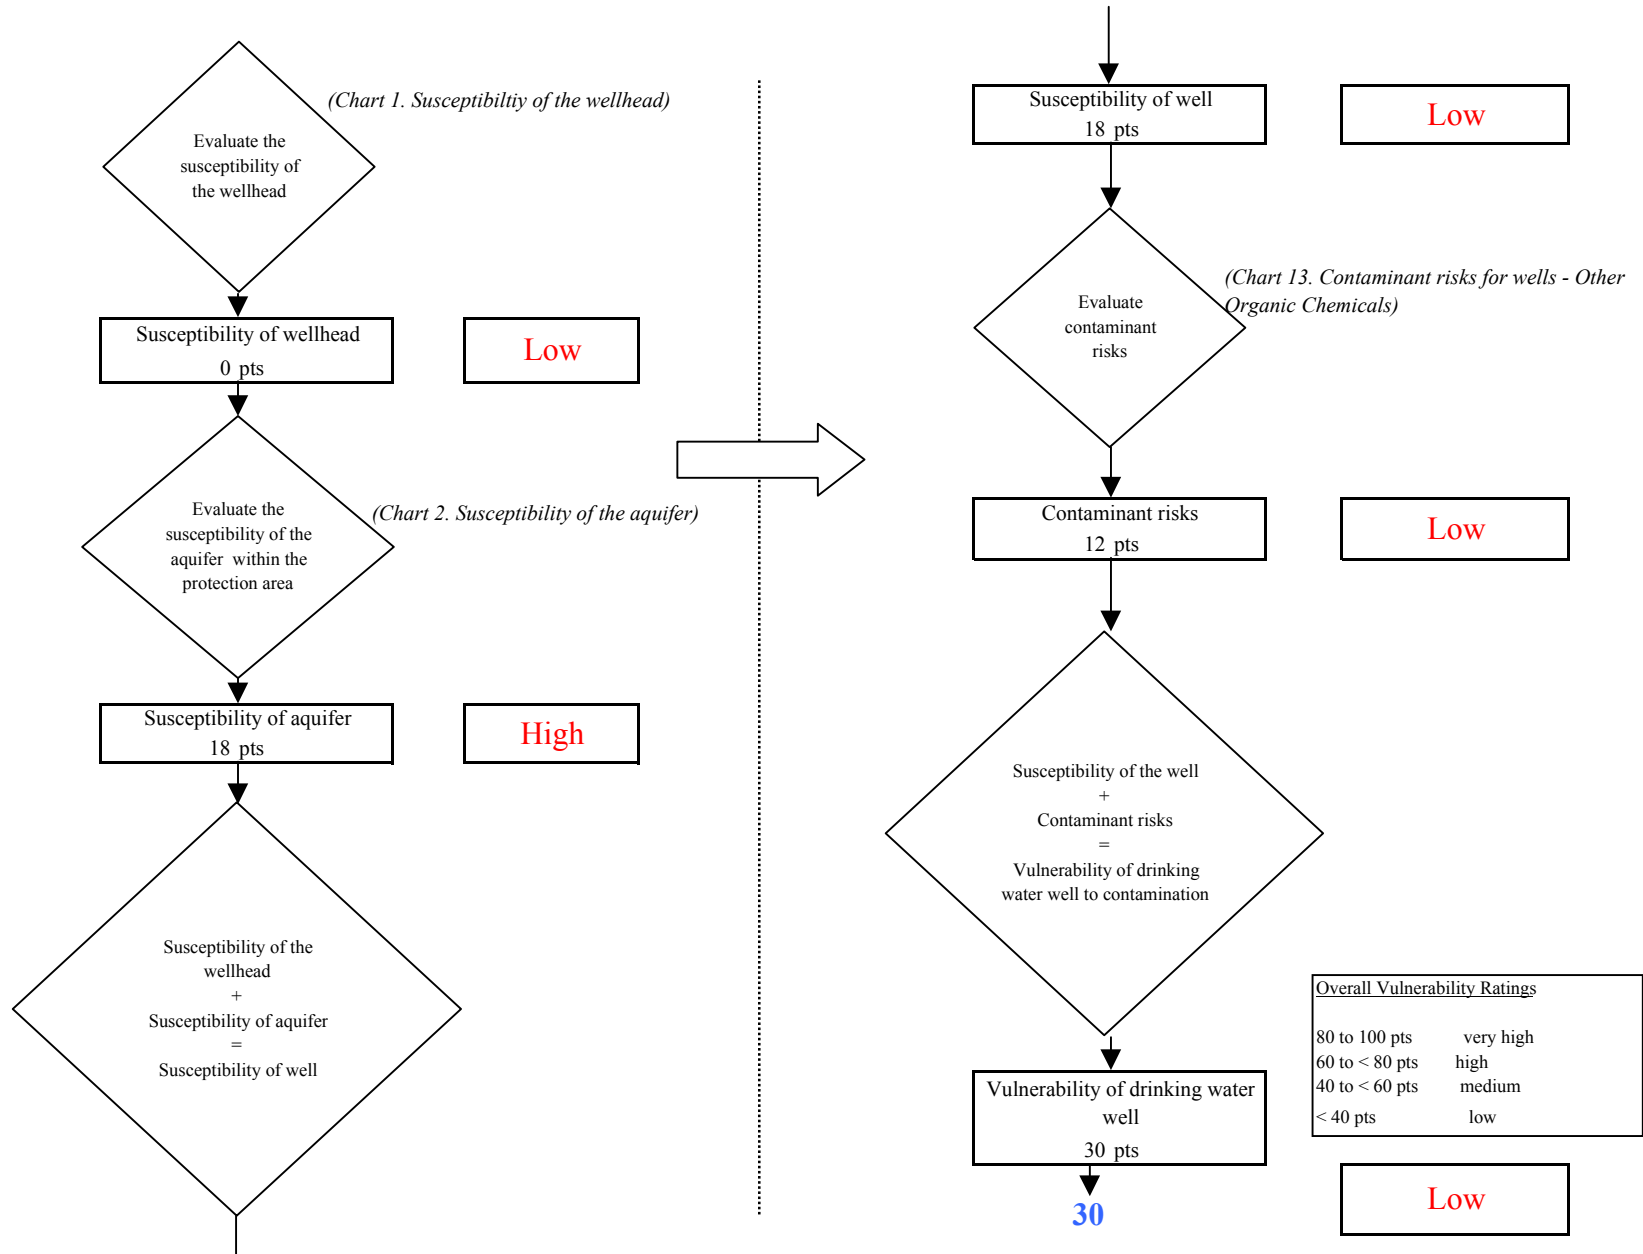 (Chart 1. Susceptibiltiy of the wellhead)
Evaluate the
susceptibility of
the wellhead
Susceptibility of wellhead
0 pts
Low
Evaluate the
susceptibility of the
aquifer within the
protection area
(Chart 2. Susceptibility of the aquifer)
Susceptibility of aquifer
18 pts
High
Susceptibility of the
wellhead
+
Susceptibility of aquifer
=
Susceptibility of well
Susceptibility of well
18 pts
Low
(Chart 13. Contaminant risks for wells - Other
Organic Chemicals)
Evaluate
contaminant
risks
Contaminant risks
12 pts
Low
Susceptibility of the well
+
Contaminant risks
=
Vulnerability of drinking
water well to contamination
Overall Vulnerability Ratings
80 to 100 pts very high
60 to < 80 pts high
40 to < 60 pts medium
< 40 pts low
Vulnerability of drinking water
well
30 pts
Low
30